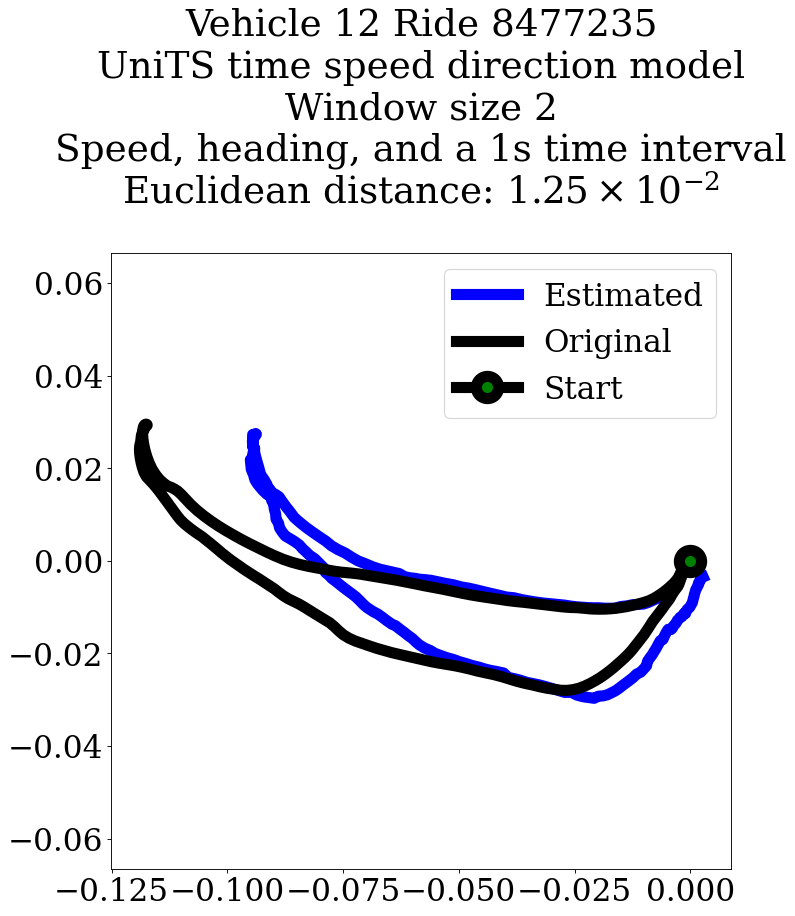 Vehicle 12 Ride 8477235
UniTS time speed direction model
Window size 2
Speed, heading, and a 1s time interval
Euclidean distance: 1.25 × 10⁻²
Estimated
Original
Start
0.06
0.04
0.02
0.00
−0.02
−0.04
−0.06
−0.125 −0.100 −0.075 −0.050 −0.025 0.000